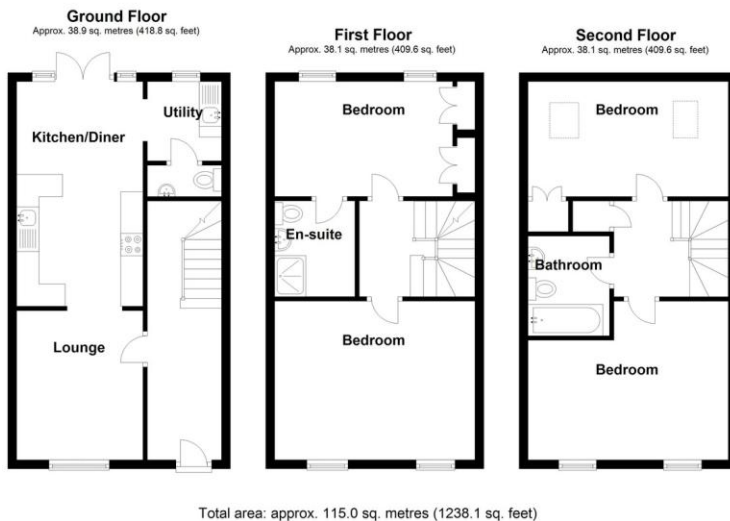 Ground Floor
Approx. 38.9 sq. metres (418.8 sq. feet)
Utility
Kitchen/Diner
Lounge
First Floor
Approx. 38.1 sq. metres (409.6 sq. feet)
Bedroom
En-suite
Bedroom
Second Floor
Approx. 38.1 sq. metres (409.6 sq. feet)
Bedroom
Bathroom
Bedroom
Total area: approx. 115.0 sq. metres (1238.1 sq. feet)